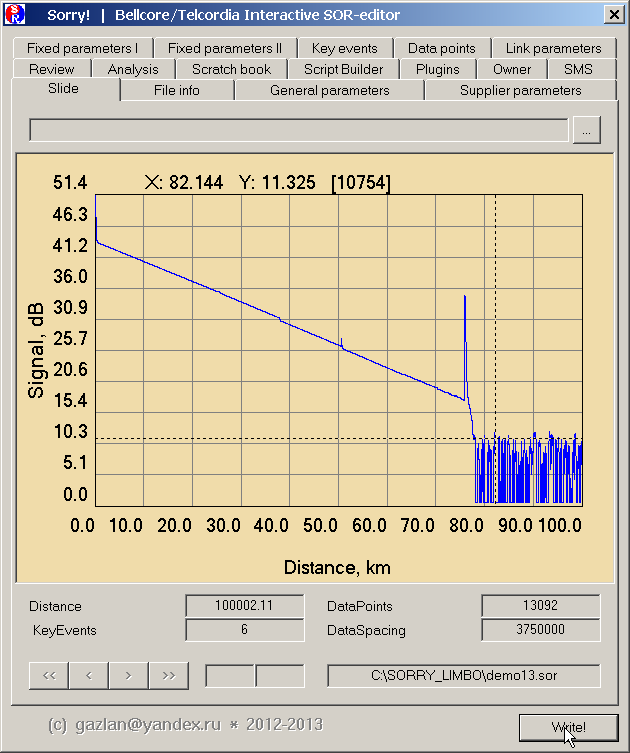 Sorry! | Bellcore/Telcordia Interactive SOR-editor
Fixed parameters I Fixed parameters II Key events Data points Link parameters
Review Analysis Scratch book Script Builder Plugins Owner SMS
Slide File info General parameters Supplier parameters
...
X: 82.144 Y: 11.325 [10754]
51.4
46.3
41.2
36.0
30.9
25.7
20.6
15.4
10.3
5.1
0.0
Signal, dB
0.0 10.0 20.0 30.0 40.0 50.0 60.0 70.0 80.0 90.0 100.0
Distance, km
Distance 100002.11 DataPoints 13092
KeyEvents 6 DataSpacing 3750000
<< < > >> C:\SORRY_LIMBO\demo13.sor
(c) gazlan@yandex.ru * 2012-2013
Write!